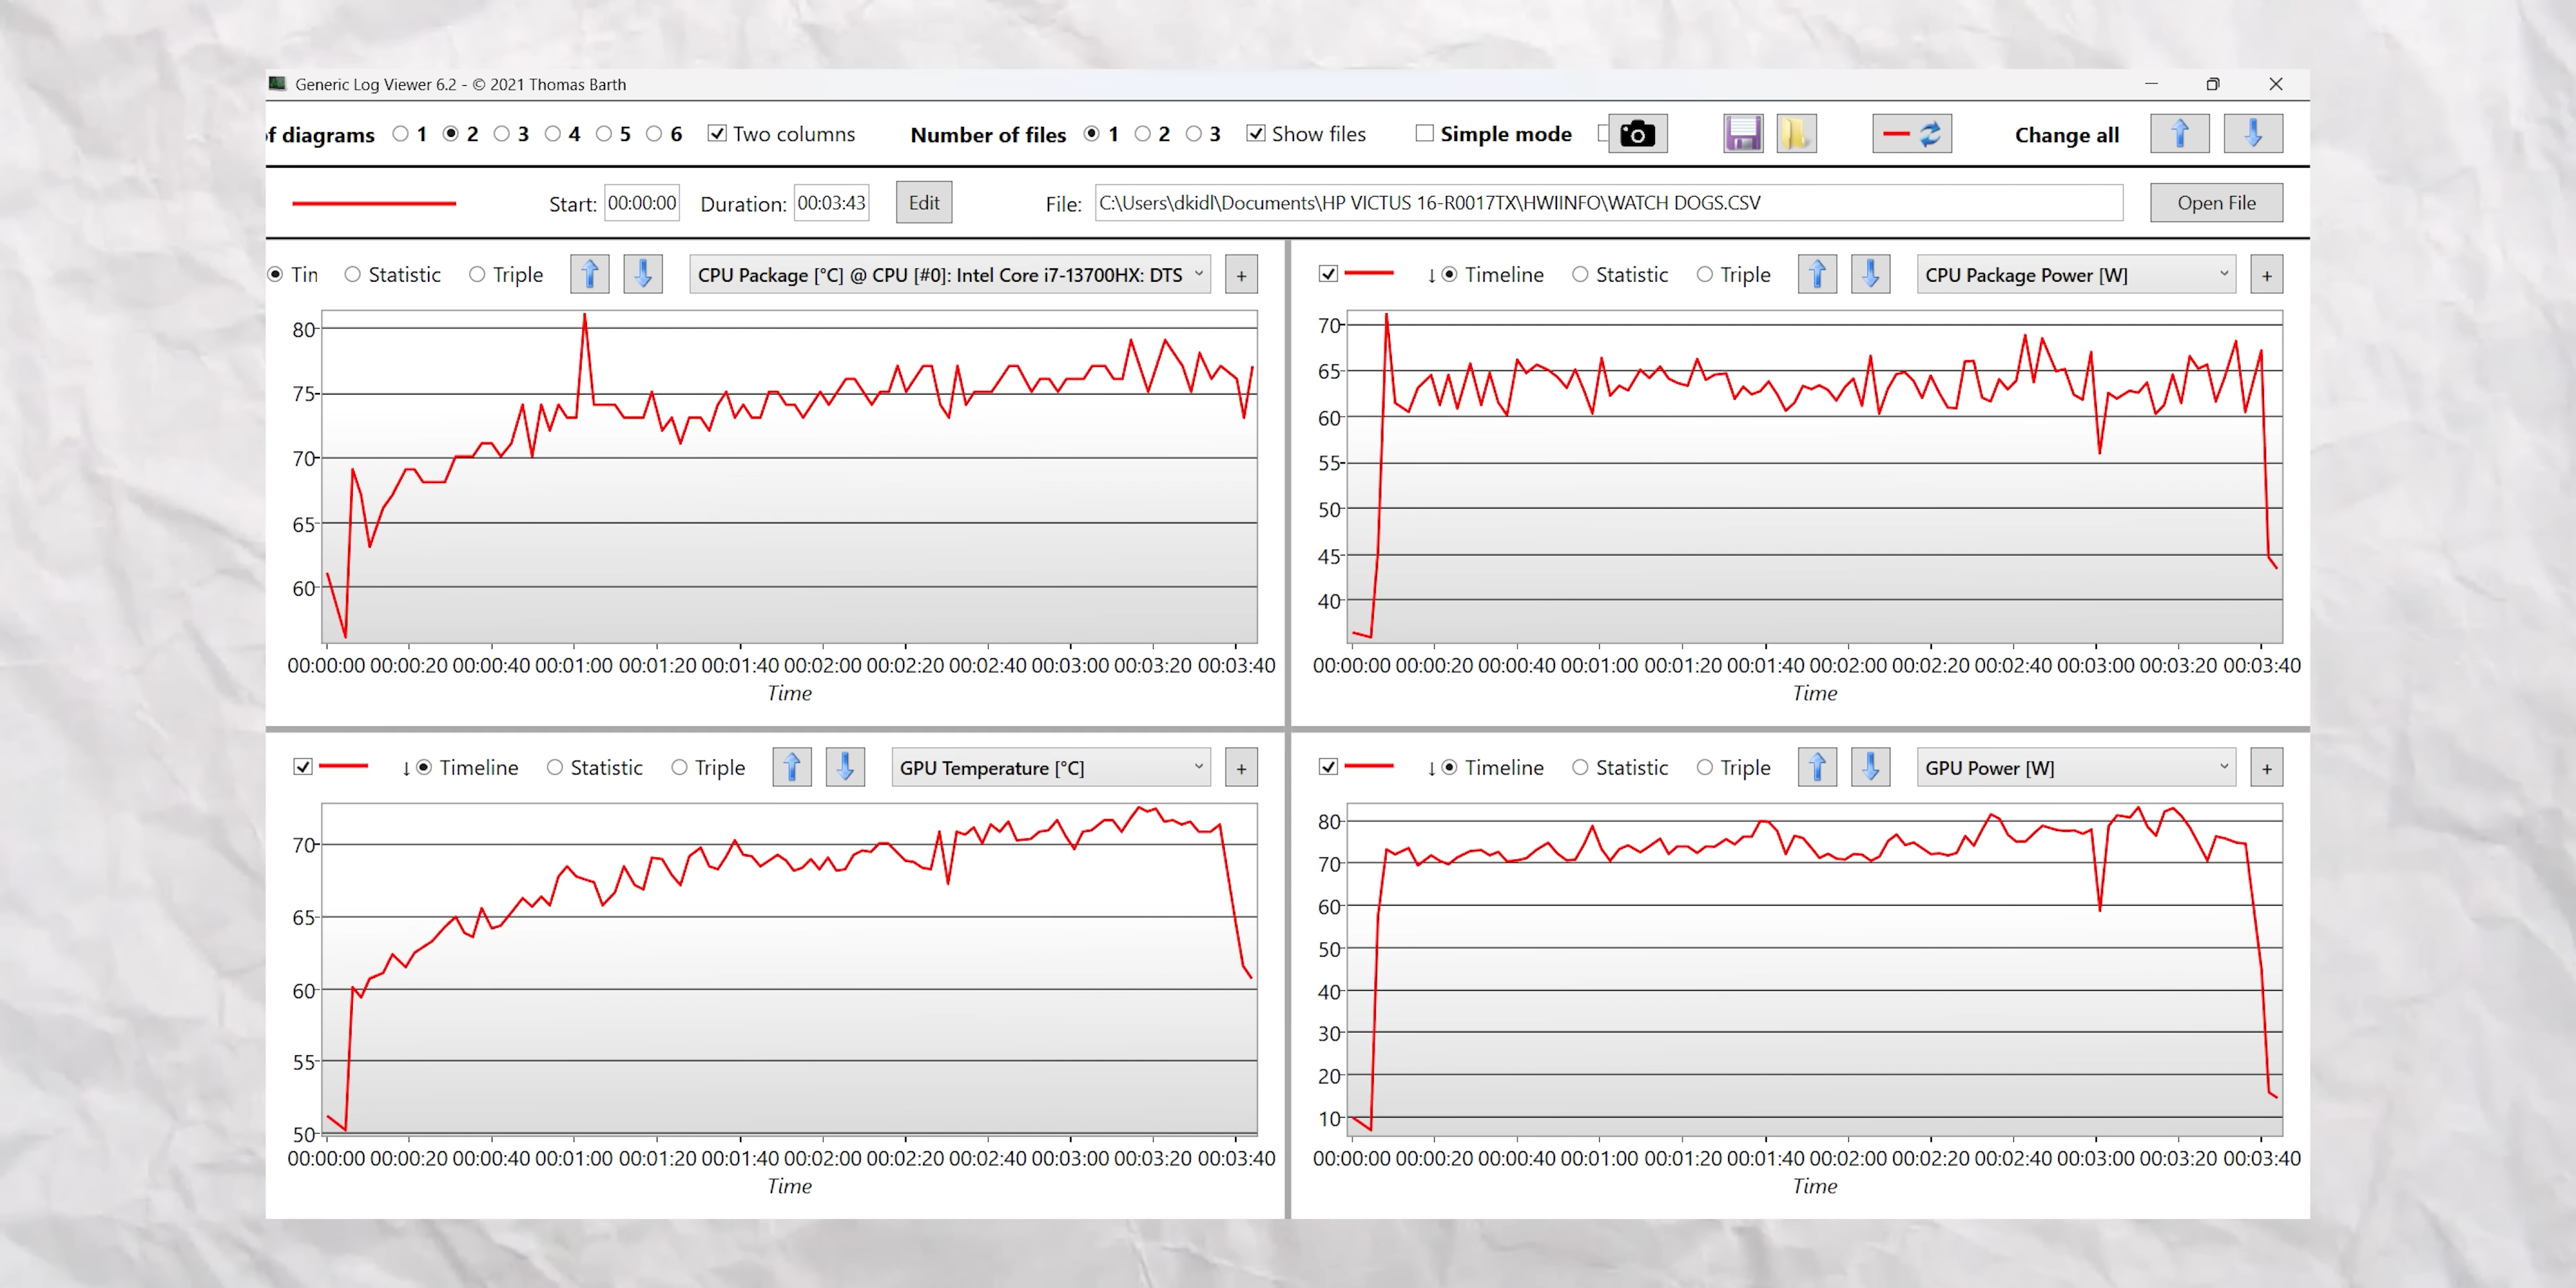 Generic Log Viewer 6.2 - © 2021 Thomas Barth
of diagrams 1 2 3 4 5 6 Two columns Number of files 1 2 3 Show files Simple mode Change all
Start: 00:00:00 Duration: 00:03:43 Edit File: C:\Users\dkidl\Documents\HP VICTUS 16-R0017TX\HWIINFO\WATCH DOGS.CSV Open File
Tin Statistic Triple CPU Package [°C] @ CPU [#0]: Intel Core i7-13700HX: DTS +
80
75
70
65
60
00:00:00 00:00:20 00:00:40 00:01:00 00:01:20 00:01:40 00:02:00 00:02:20 00:02:40 00:03:00 00:03:20 00:03:40
Time
↓ Timeline Statistic Triple CPU Package Power [W] +
70
65
60
55
50
45
40
00:00:00 00:00:20 00:00:40 00:01:00 00:01:20 00:01:40 00:02:00 00:02:20 00:02:40 00:03:00 00:03:20 00:03:40
Time
↓ Timeline Statistic Triple GPU Temperature [°C] +
70
65
60
55
50
00:00:00 00:00:20 00:00:40 00:01:00 00:01:20 00:01:40 00:02:00 00:02:20 00:02:40 00:03:00 00:03:20 00:03:40
Time
↓ Timeline Statistic Triple GPU Power [W] +
80
70
60
50
40
30
20
10
00:00:00 00:00:20 00:00:40 00:01:00 00:01:20 00:01:40 00:02:00 00:02:20 00:02:40 00:03:00 00:03:20 00:03:40
Time